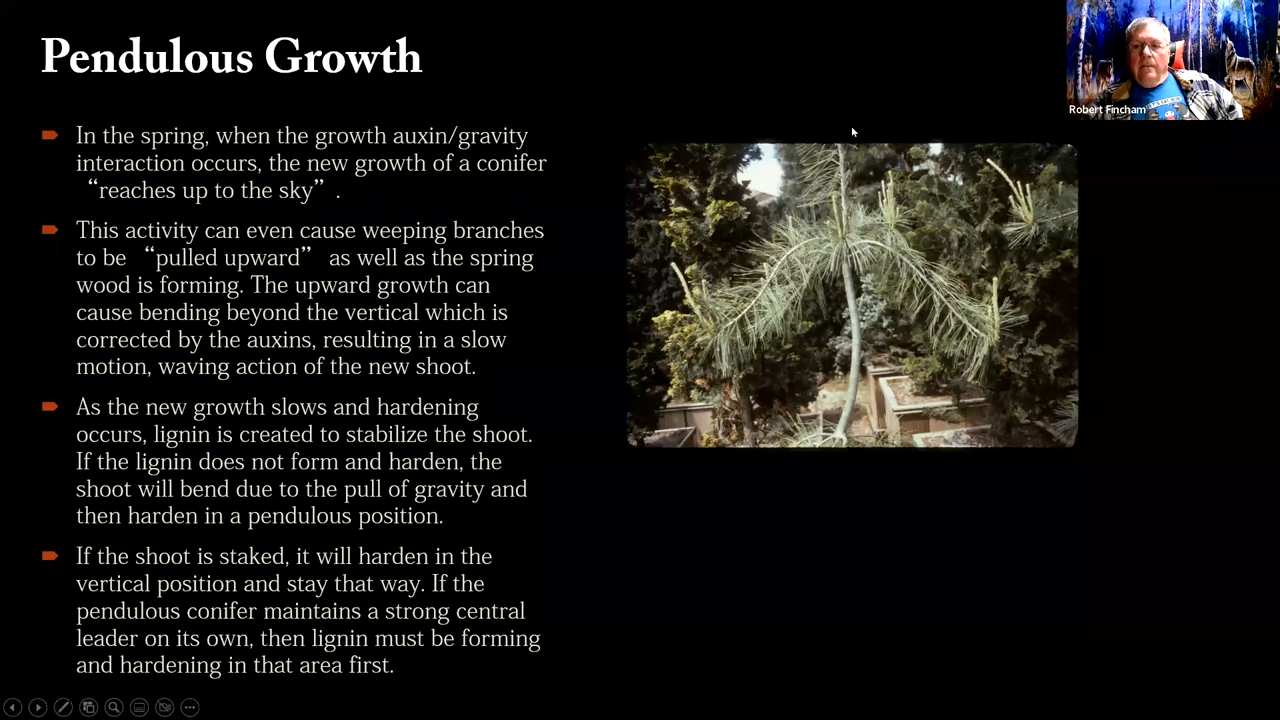 Pendulous Growth
Robert Fincham
In the spring, when the growth auxin/gravity
interaction occurs, the new growth of a conifer
“reaches up to the sky” .
This activity can even cause weeping branches
to be “pulled upward” as well as the spring
wood is forming. The upward growth can
cause bending beyond the vertical which is
corrected by the auxins, resulting in a slow
motion, waving action of the new shoot.
As the new growth slows and hardening
occurs, lignin is created to stabilize the shoot.
If the lignin does not form and harden, the
shoot will bend due to the pull of gravity and
then harden in a pendulous position.
If the shoot is staked, it will harden in the
vertical position and stay that way. If the
pendulous conifer maintains a strong central
leader on its own, then lignin must be forming
and hardening in that area first.